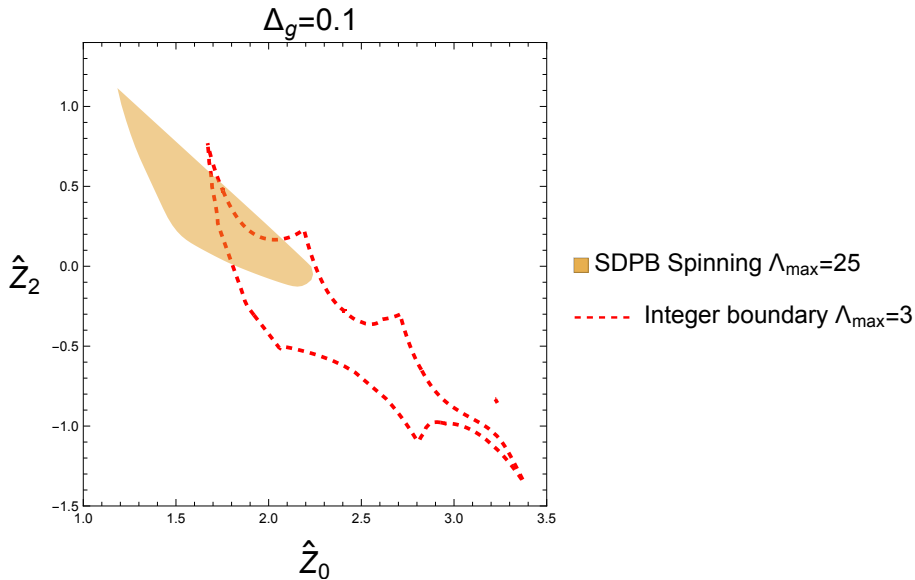 Δg=0.1
1.0
0.5
0.0
-0.5
-1.0
-1.5
Ẑ2
1.0 1.5 2.0 2.5 3.0 3.5
Ẑ0
SDPB Spinning Λmax=25
Integer boundary Λmax=3